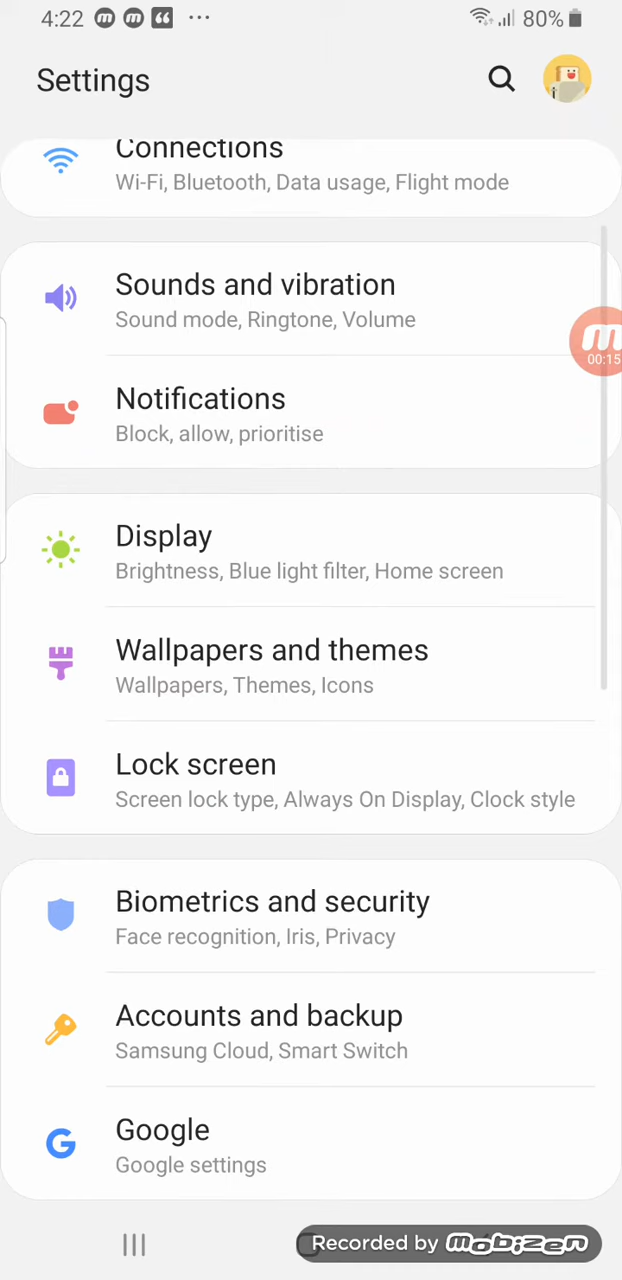 4:22 80%
Settings
Connections
Wi-Fi, Bluetooth, Data usage, Flight mode
Sounds and vibration
Sound mode, Ringtone, Volume
m
00:15
Notifications
Block, allow, prioritise
Display
Brightness, Blue light filter, Home screen
Wallpapers and themes
Wallpapers, Themes, Icons
Lock screen
Screen lock type, Always On Display, Clock style
Biometrics and security
Face recognition, Iris, Privacy
Accounts and backup
Samsung Cloud, Smart Switch
Google
Google settings
Recorded by mobizen